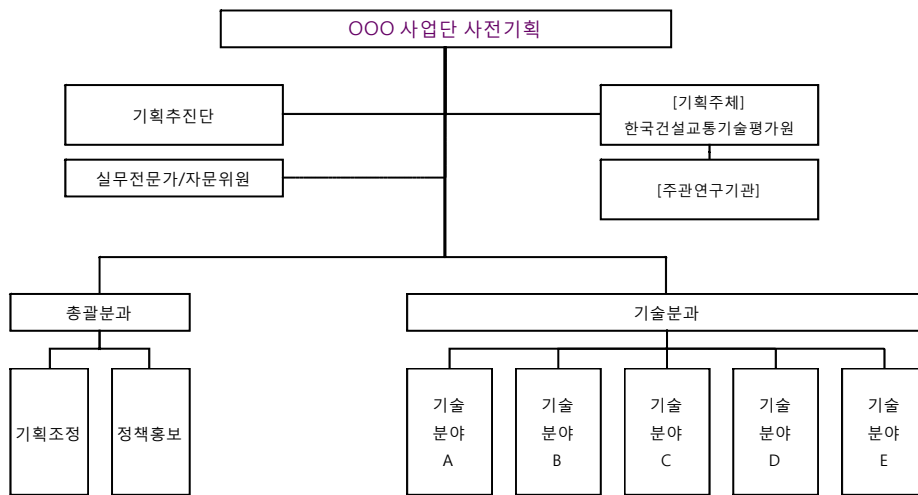 OOO 사업단 사전기획
기획추진단
[기획주체]
한국건설교통기술평가원
실무전문가/자문위원
[주관연구기관]
총괄분과
기술분과
기획조정
정책홍보
기술
분야
A
기술
분야
B
기술
분야
C
기술
분야
D
기술
분야
E